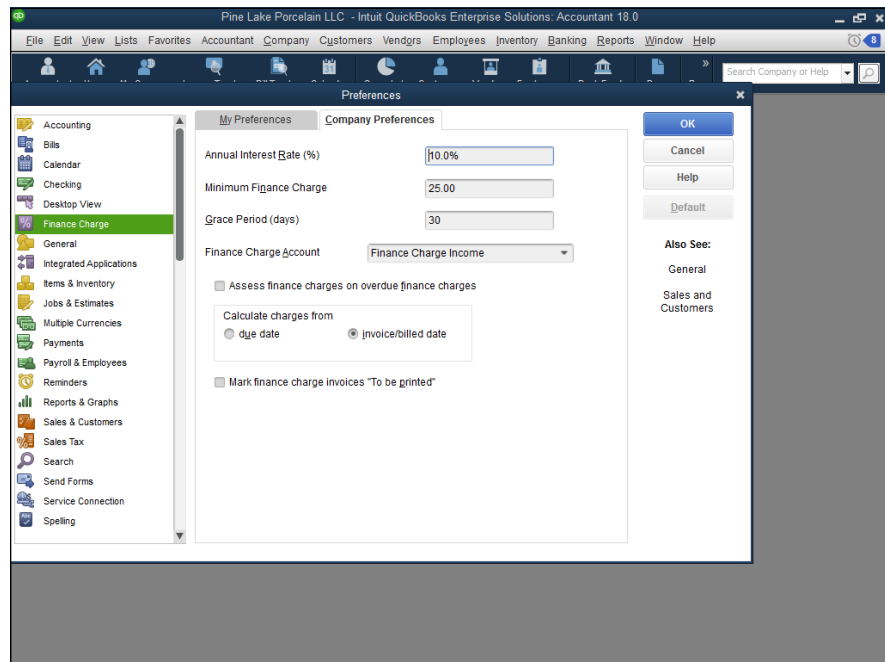 qb
Pine Lake Porcelain LLC - Intuit QuickBooks Enterprise Solutions: Accountant 18.0
File Edit View Lists Favorites Accountant Company Customers Vendors Employees Inventory Banking Reports Window Help
8
Search Company or Help
Preferences
Accounting
Bills
Calendar
Checking
Desktop View
Finance Charge
General
Integrated Applications
Items & Inventory
Jobs & Estimates
Multiple Currencies
Payments
Payroll & Employees
Reminders
Reports & Graphs
Sales & Customers
Sales Tax
Search
Send Forms
Service Connection
Spelling
My Preferences
Company Preferences
Annual Interest Rate (%) 10.0%
Minimum Finance Charge 25.00
Grace Period (days) 30
Finance Charge Account Finance Charge Income
Assess finance charges on overdue finance charges
Calculate charges from
due date invoice/billed date
Mark finance charge invoices "To be printed"
OK
Cancel
Help
Default
Also See:
General
Sales and
Customers